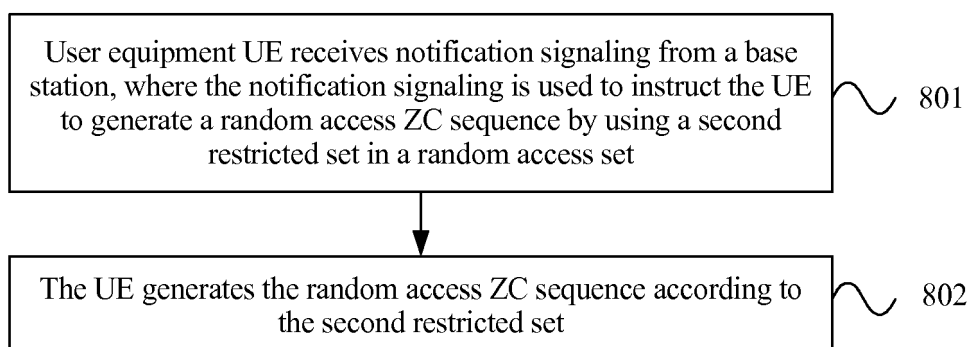 User equipment UE receives notification signaling from a base
station, where the notification signaling is used to instruct the UE
to generate a random access ZC sequence by using a second
restricted set in a random access set
801
The UE generates the random access ZC sequence according to
the second restricted set
802